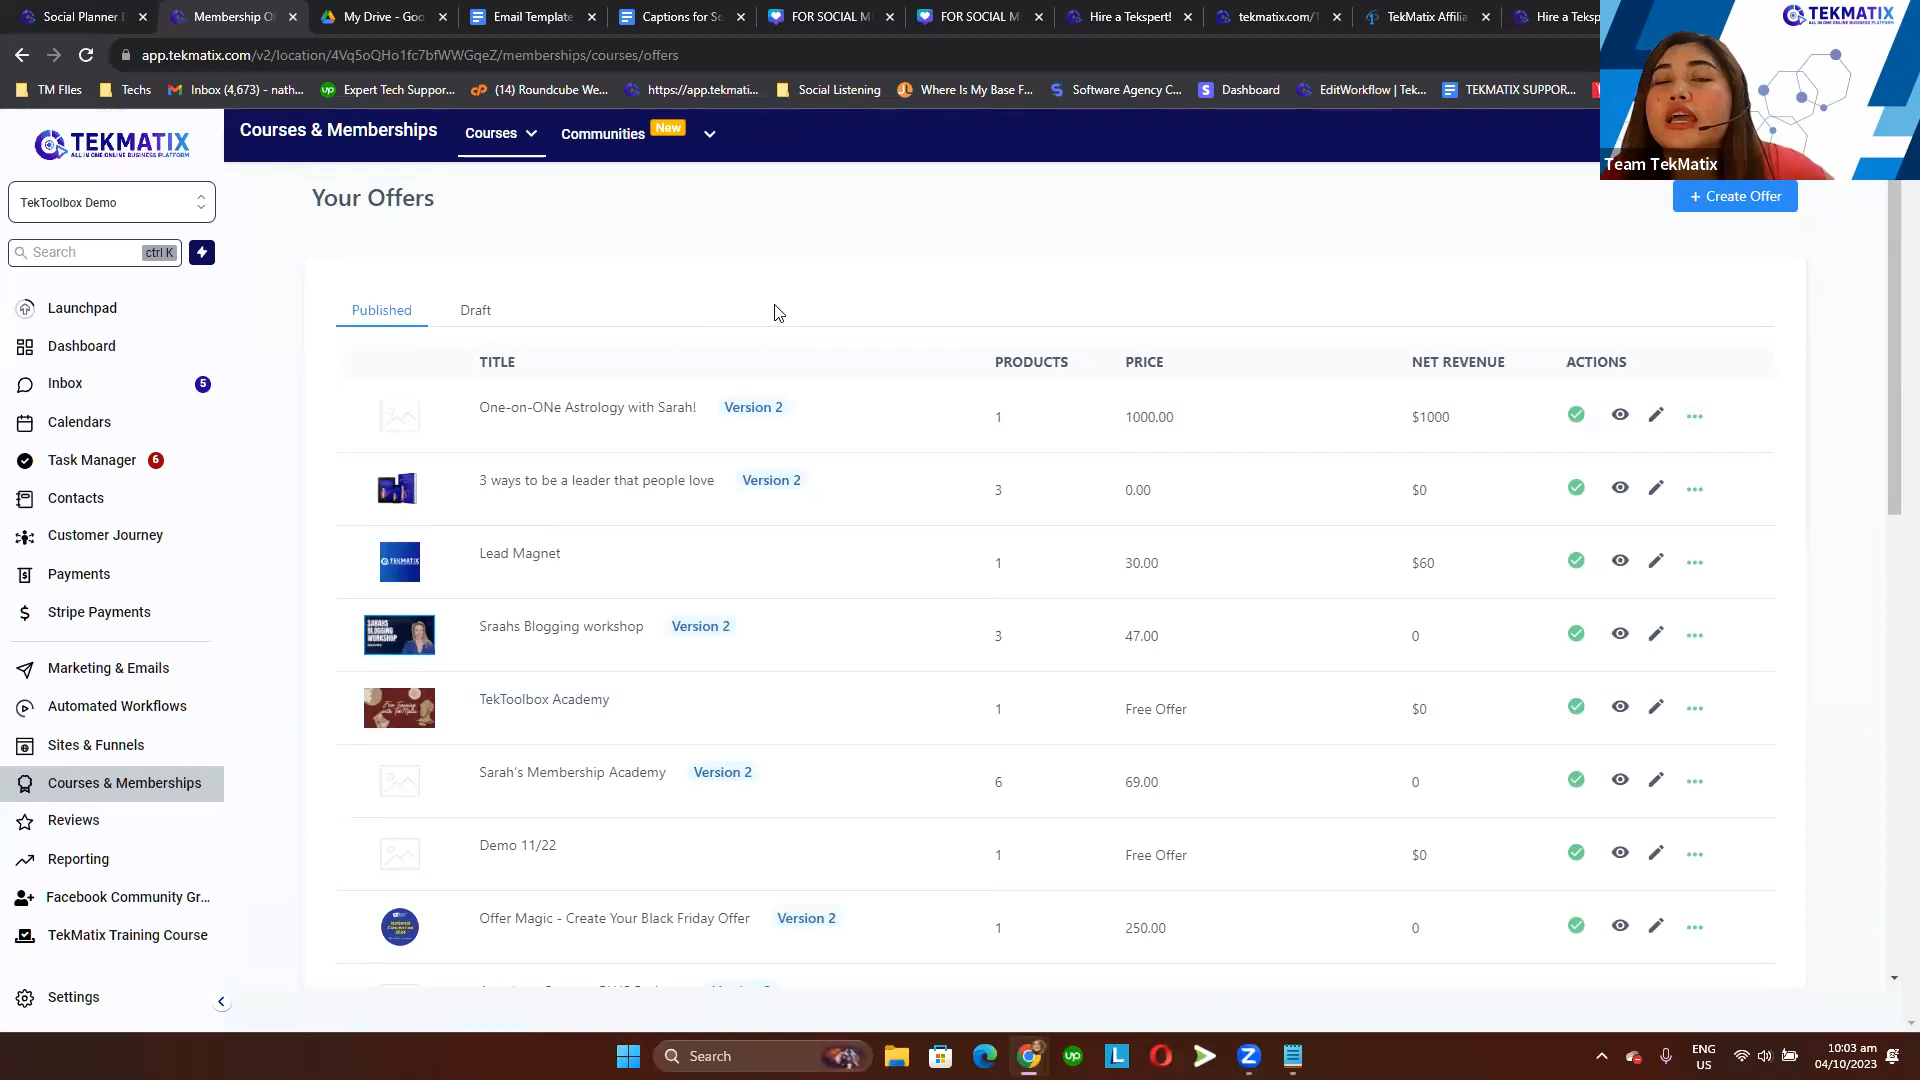 Social Planner D
Membership O
My Drive - Goo
Email Template
Captions for So
FOR SOCIAL M
FOR SOCIAL M
Hire a Tekspert!
tekmatix.com/T
TekMatix Affilia
Hire a Teksp
app.tekmatix.com/v2/location/4Vq5oQHo1fc7bfWWGqeZ/memberships/courses/offers
TM FIles
Techs
Inbox (4,673) - nath...
Expert Tech Suppor...
(14) Roundcube We...
https://app.tekmati...
Social Listening
Where Is My Base F...
Software Agency C...
Dashboard
EditWorkflow | Tek...
TEKMATIX SUPPOR...
TEKMATIX
ALL IN ONE ONLINE BUSINESS PLATFORM
Team TekMatix
TEKMATIX
ALL IN ONE ONLINE BUSINESS PLATFORM
Courses & Memberships
Courses
Communities
New
TekToolbox Demo
Search
ctrl K
Launchpad
Dashboard
Inbox
5
Calendars
Task Manager
6
Contacts
Customer Journey
Payments
Stripe Payments
Marketing & Emails
Automated Workflows
Sites & Funnels
Courses & Memberships
Reviews
Reporting
Facebook Community Gr...
TekMatix Training Course
Settings
Your Offers
+ Create Offer
Published
Draft
TITLE PRODUCTS PRICE NET REVENUE ACTIONS
One-on-ONe Astrology with Sarah! Version 2 1 1000.00 $1000
3 ways to be a leader that people love Version 2 3 0.00 $0
TEKMATIX
Lead Magnet 1 30.00 $60
SARAHS
BLOGGING
WORKSHOP
Sraahs Blogging workshop Version 2 3 47.00 0
Free Training
with TekMatix
TekToolbox Academy 1 Free Offer $0
Sarah's Membership Academy Version 2 6 69.00 0
Demo 11/22 1 Free Offer $0
Offer Magic - Create Your Black Friday Offer Version 2 1 250.00 0
Search
ENG
US
10:03 am
04/10/2023